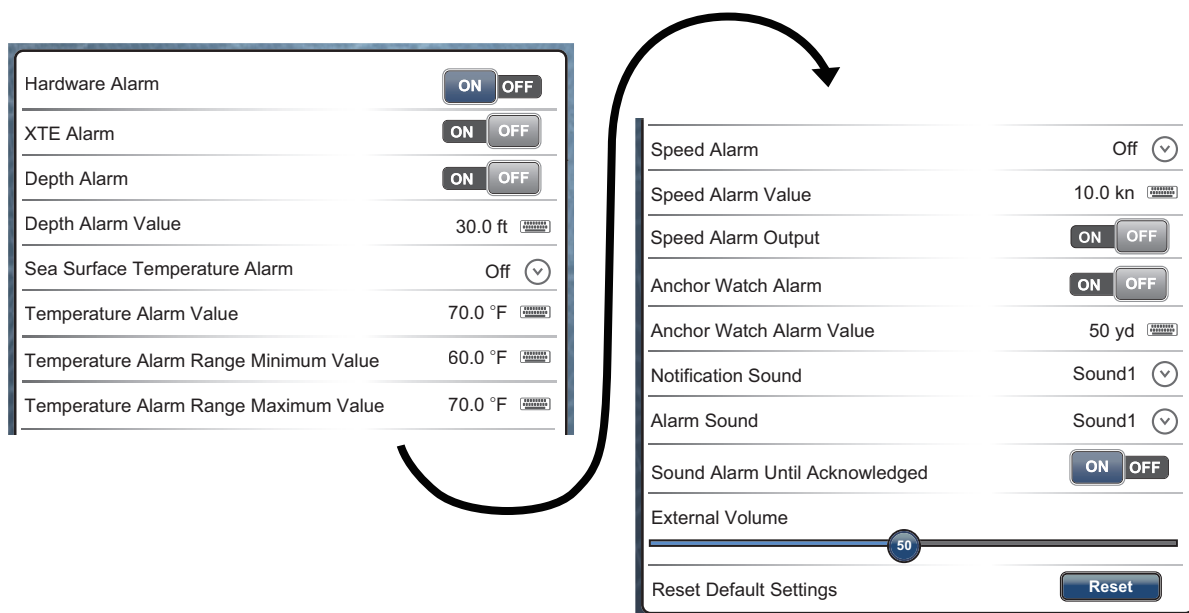 Hardware Alarm ON OFF
XTE Alarm ON OFF
Depth Alarm ON OFF
Depth Alarm Value 30.0 ft
Sea Surface Temperature Alarm Off
Temperature Alarm Value 70.0 °F
Temperature Alarm Range Minimum Value 60.0 °F
Temperature Alarm Range Maximum Value 70.0 °F
Speed Alarm Off
Speed Alarm Value 10.0 kn
Speed Alarm Output ON OFF
Anchor Watch Alarm ON OFF
Anchor Watch Alarm Value 50 yd
Notification Sound Sound1
Alarm Sound Sound1
Sound Alarm Until Acknowledged ON OFF
External Volume
50
Reset Default Settings Reset